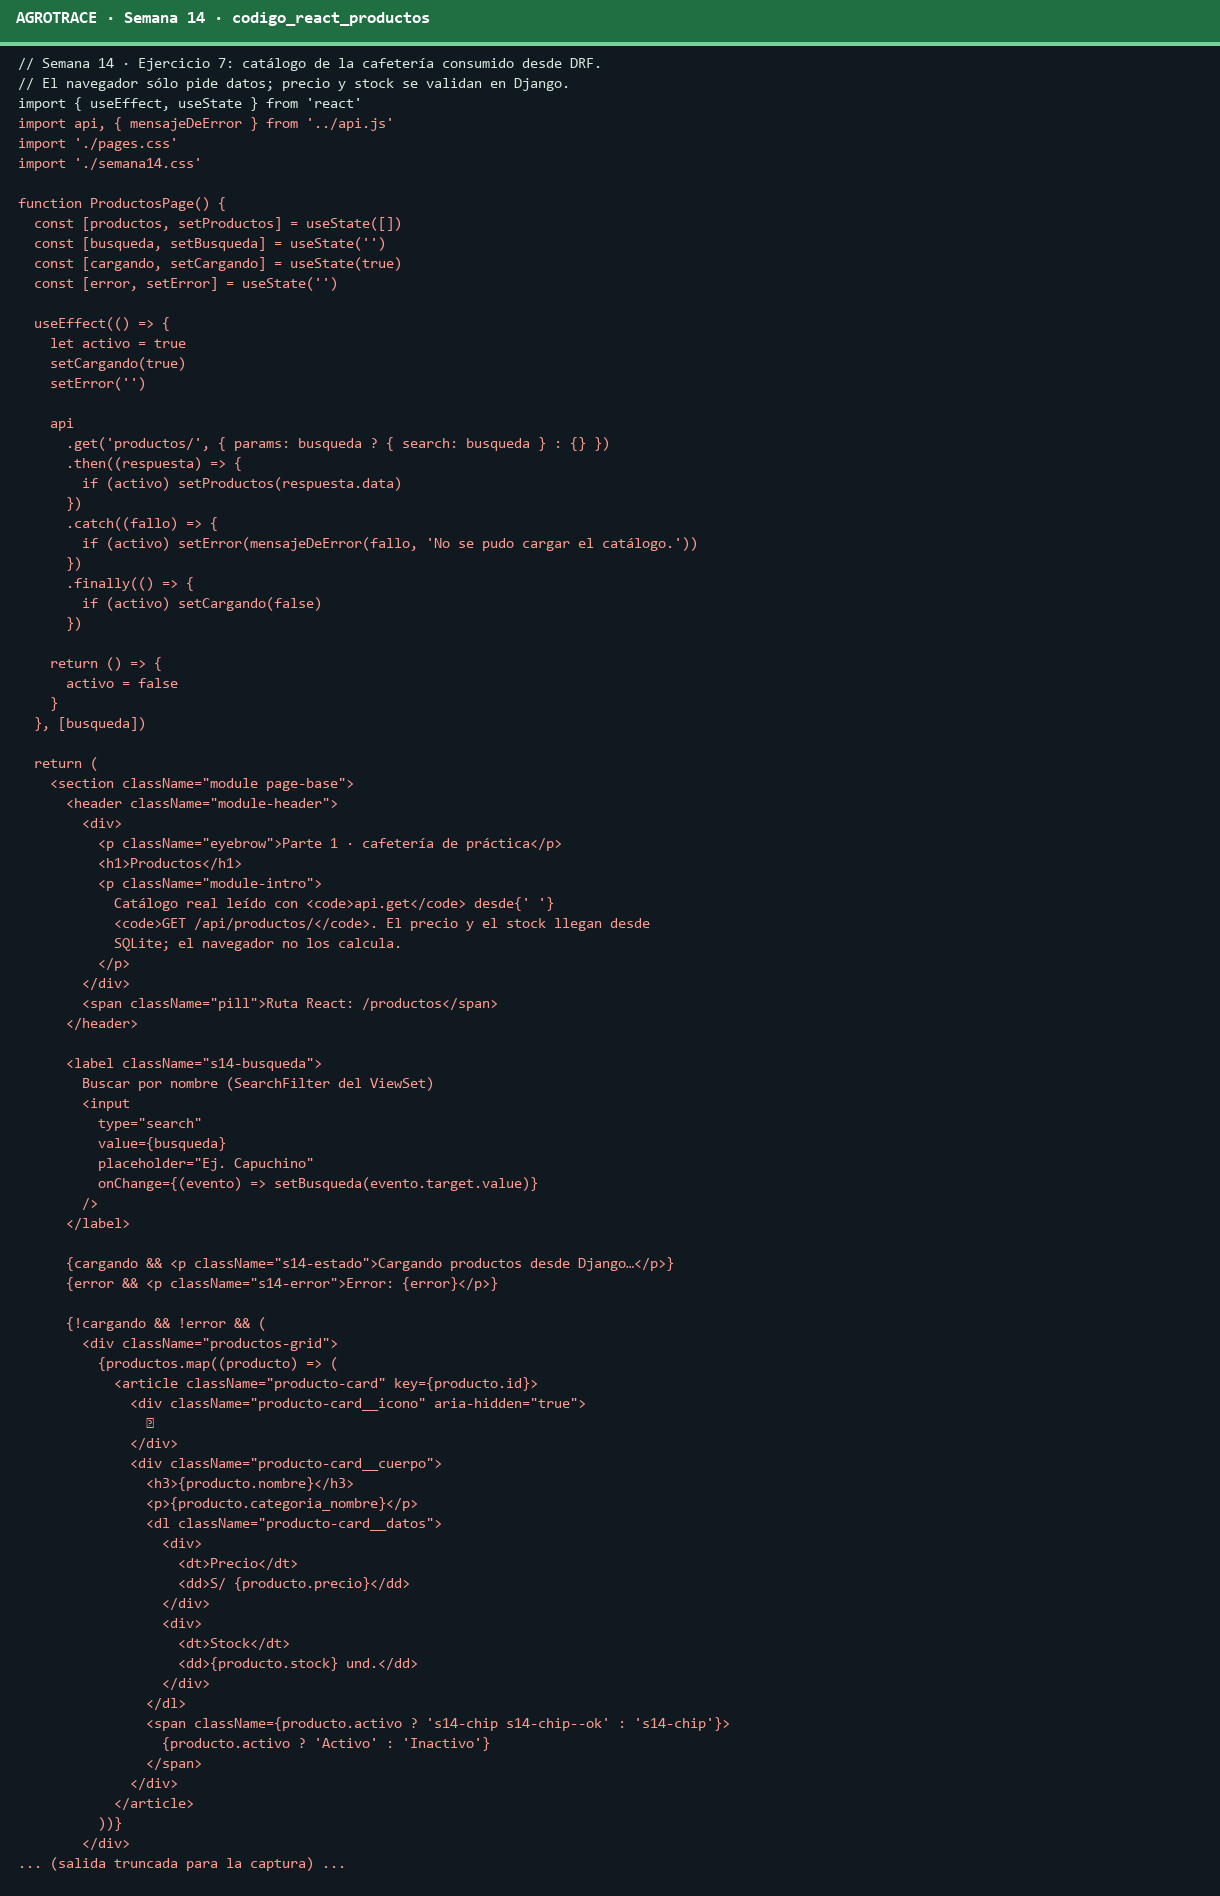 AGROTRACE · Semana 14 · codigo_react_productos
// Semana 14 · Ejercicio 7: catálogo de la cafetería consumido desde DRF.
// El navegador sólo pide datos; precio y stock se validan en Django.
import { useEffect, useState } from 'react'
import api, { mensajeDeError } from '../api.js'
import './pages.css'
import './semana14.css'

function ProductosPage() {
  const [productos, setProductos] = useState([])
  const [busqueda, setBusqueda] = useState('')
  const [cargando, setCargando] = useState(true)
  const [error, setError] = useState('')

  useEffect(() => {
    let activo = true
    setCargando(true)
    setError('')

    api
      .get('productos/', { params: busqueda ? { search: busqueda } : {} })
      .then((respuesta) => {
        if (activo) setProductos(respuesta.data)
      })
      .catch((fallo) => {
        if (activo) setError(mensajeDeError(fallo, 'No se pudo cargar el catálogo.'))
      })
      .finally(() => {
        if (activo) setCargando(false)
      })

    return () => {
      activo = false
    }
  }, [busqueda])

  return (
    <section className="module page-base">
      <header className="module-header">
        <div>
          <p className="eyebrow">Parte 1 · cafetería de práctica</p>
          <h1>Productos</h1>
          <p className="module-intro">
            Catálogo real leído con <code>api.get</code> desde{' '}
            <code>GET /api/productos/</code>. El precio y el stock llegan desde
            SQLite; el navegador no los calcula.
          </p>
        </div>
        <span className="pill">Ruta React: /productos</span>
      </header>

      <label className="s14-busqueda">
        Buscar por nombre (SearchFilter del ViewSet)
        <input
          type="search"
          value={busqueda}
          placeholder="Ej. Capuchino"
          onChange={(evento) => setBusqueda(evento.target.value)}
        />
      </label>

      {cargando && <p className="s14-estado">Cargando productos desde Django…</p>}
      {error && <p className="s14-error">Error: {error}</p>}

      {!cargando && !error && (
        <div className="productos-grid">
          {productos.map((producto) => (
            <article className="producto-card" key={producto.id}>
              <div className="producto-card__icono" aria-hidden="true">
              </div>
              <div className="producto-card__cuerpo">
                <h3>{producto.nombre}</h3>
                <p>{producto.categoria_nombre}</p>
                <dl className="producto-card__datos">
                  <div>
                    <dt>Precio</dt>
                    <dd>S/ {producto.precio}</dd>
                  </div>
                  <div>
                    <dt>Stock</dt>
                    <dd>{producto.stock} und.</dd>
                  </div>
                </dl>
                <span className={producto.activo ? 's14-chip s14-chip--ok' : 's14-chip'}>
                  {producto.activo ? 'Activo' : 'Inactivo'}
                </span>
              </div>
            </article>
          ))}
        </div>
... (salida truncada para la captura) ...